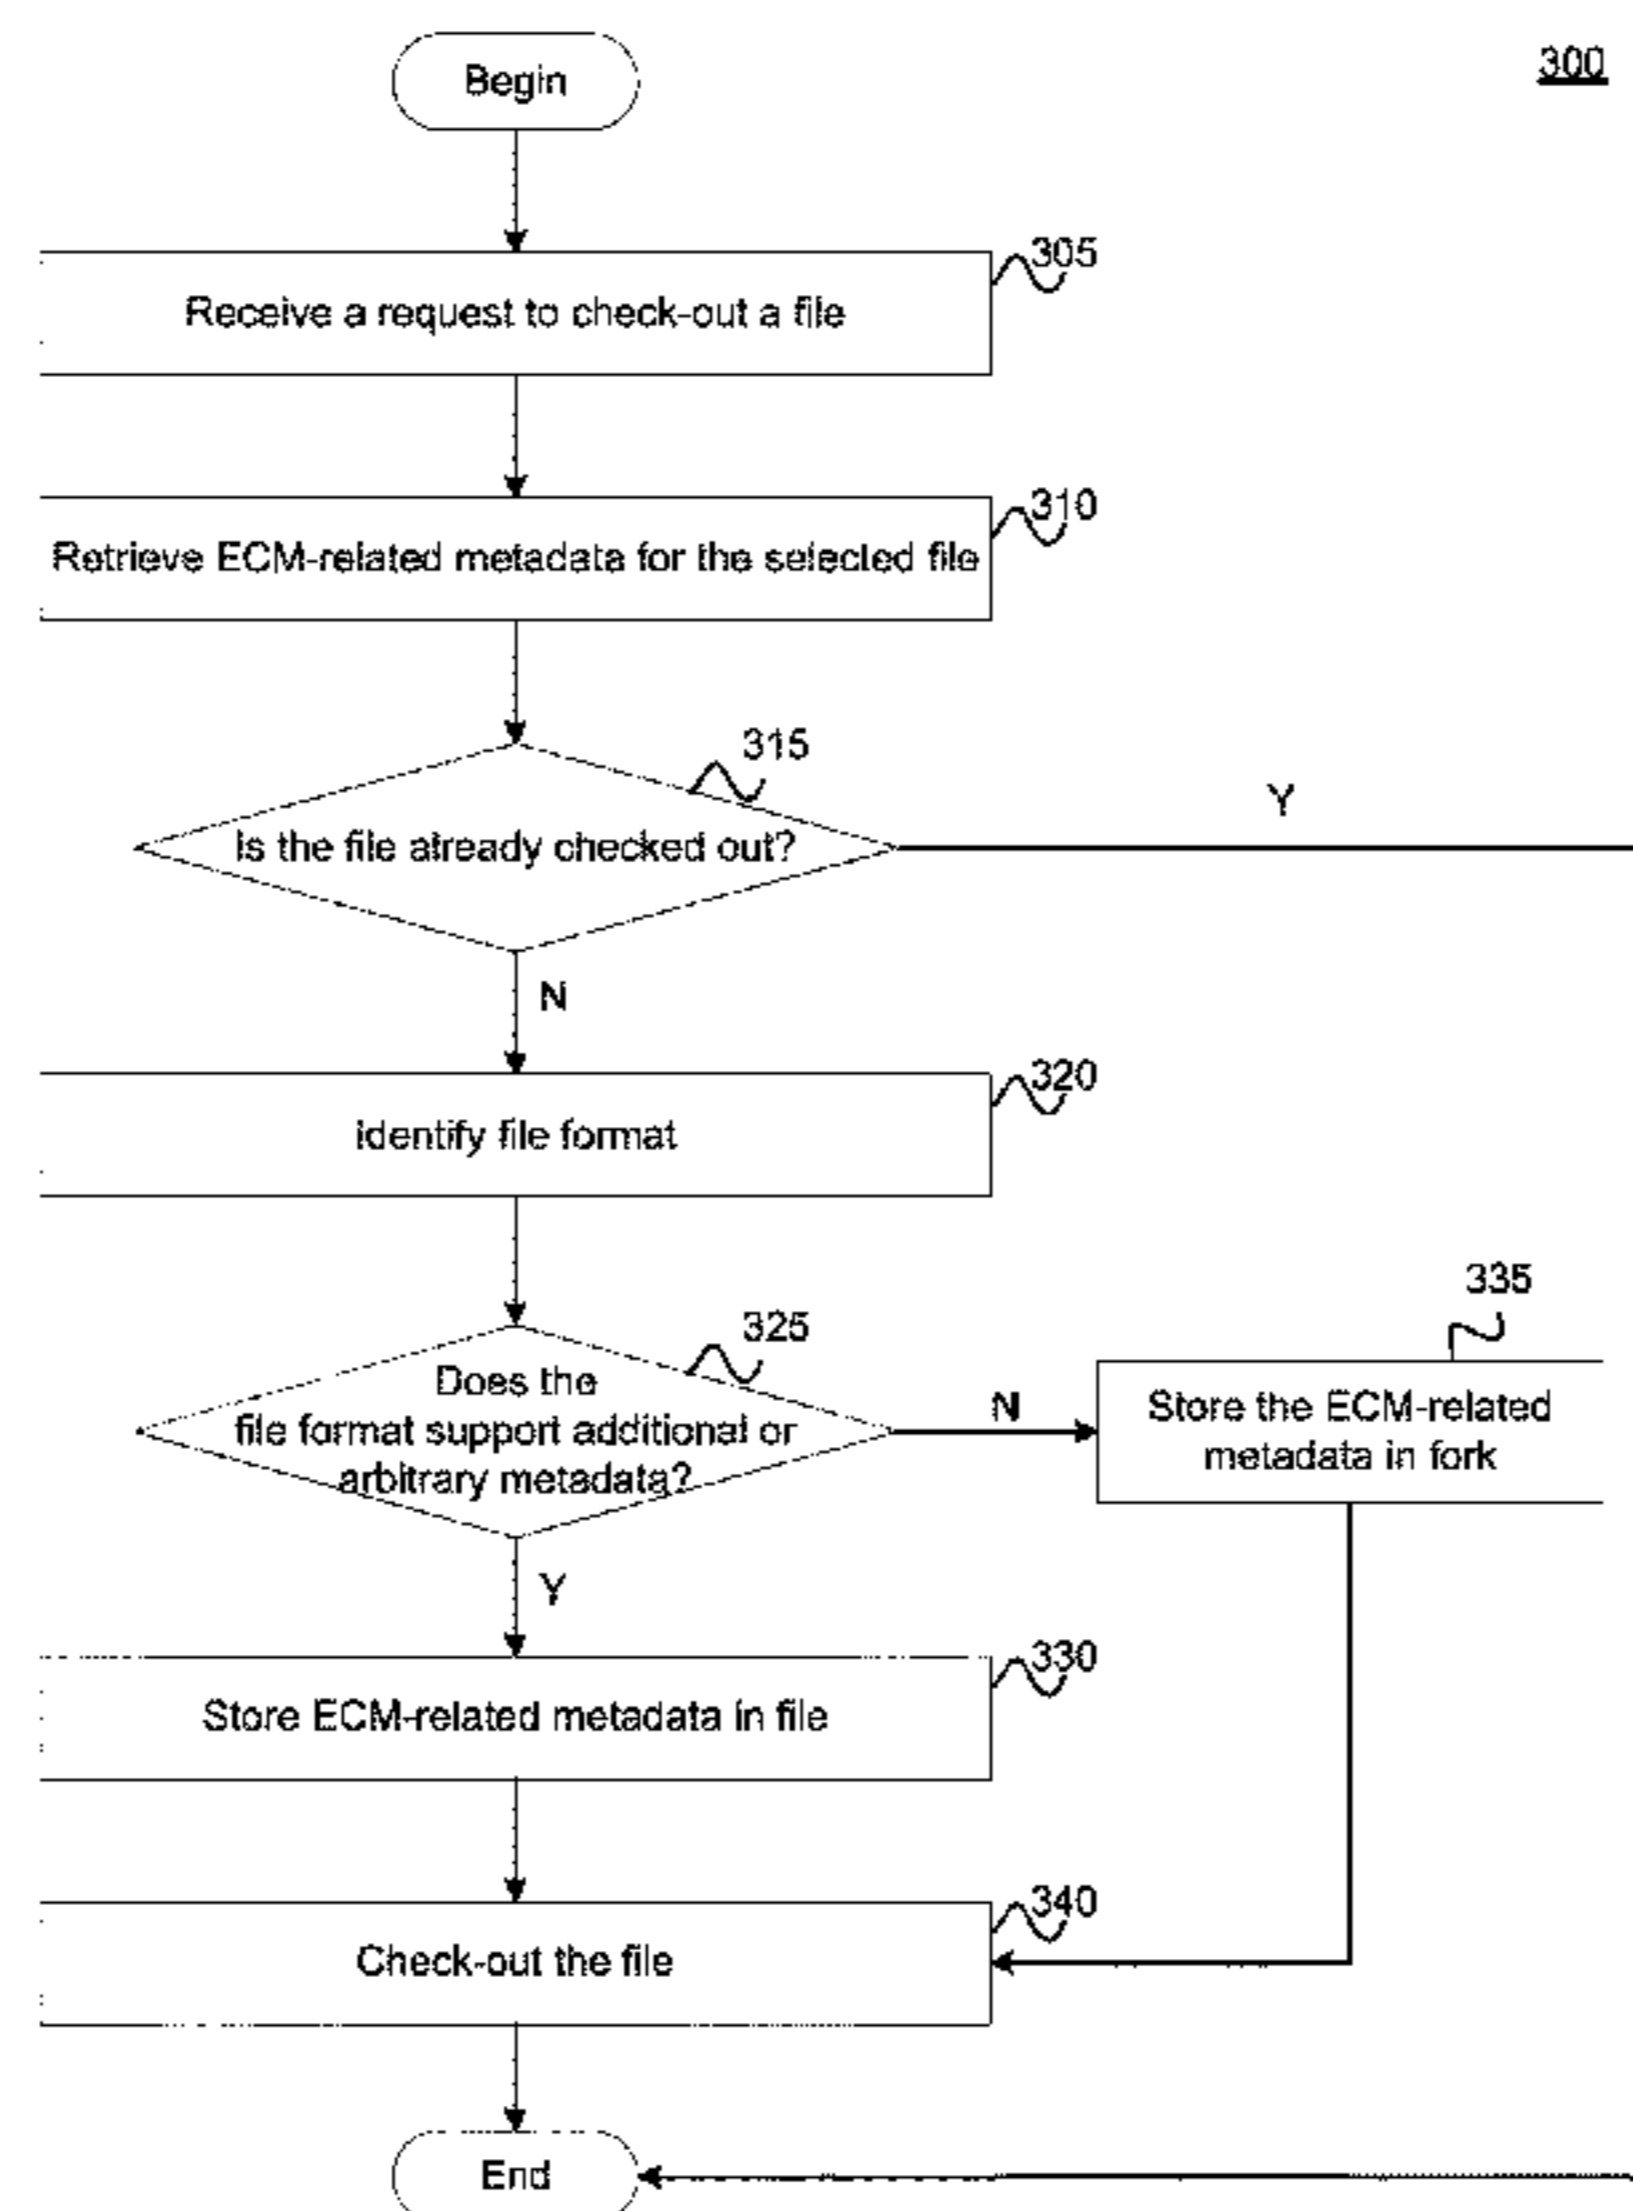 Begin
300
305
Receive a request to check-out a file
310
Retrieve ECM-related metadata for the selected file
315
Is the file already checked out?
Y
N
320
Identify file format
325
Does the
file format support additional or
arbitrary metadata?
N
335
Store the ECM-related
metadata in fork
Y
330
Store ECM-related metadata in file
340
Check-out the file
End